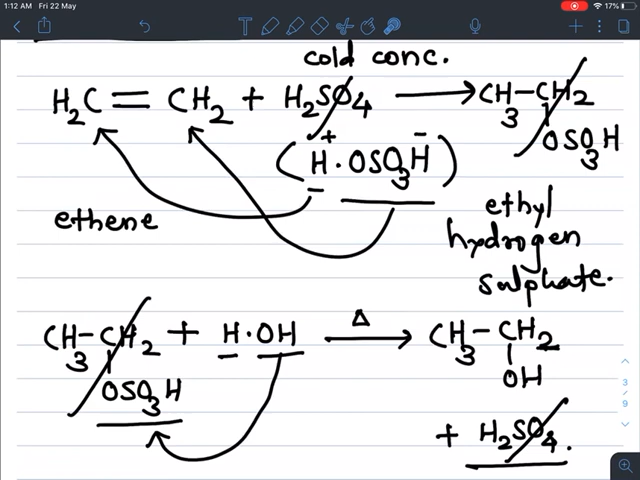 1:12 AM Fri 22 May
17%
cold conc.
H₂C = CH₂ + H₂SO₄ → CH₃–CH₂
OSO₃H
(H⁺·OSO₃H⁻)
ethene
ethyl
hydrogen
sulphate.
CH₃–CH₂ + H·OH Δ→ CH₃–CH₂
OSO₃H
OH
+ H₂SO₄.
3/9